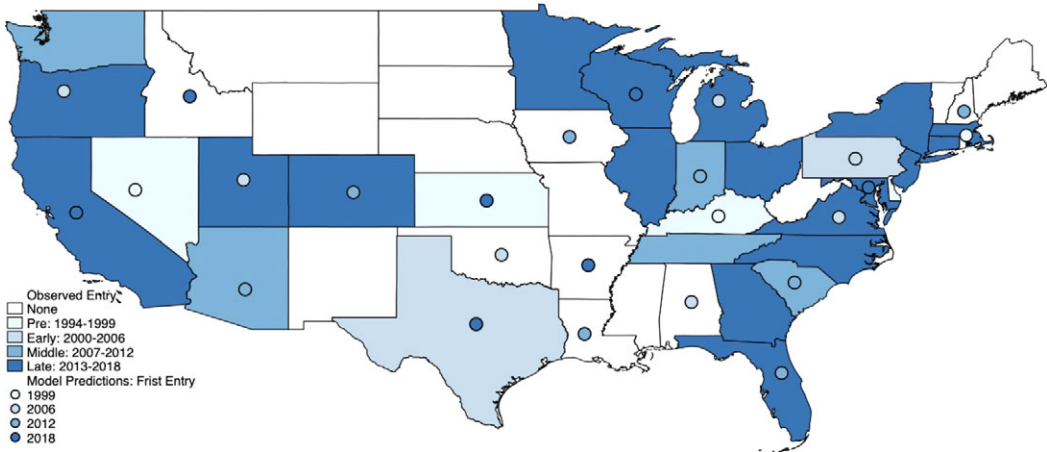 Observed Entry
None
Pre: 1994-1999
Early: 2000-2006
Middle: 2007-2012
Late: 2013-2018
Model Predictions: Frist Entry
1999
2006
2012
2018